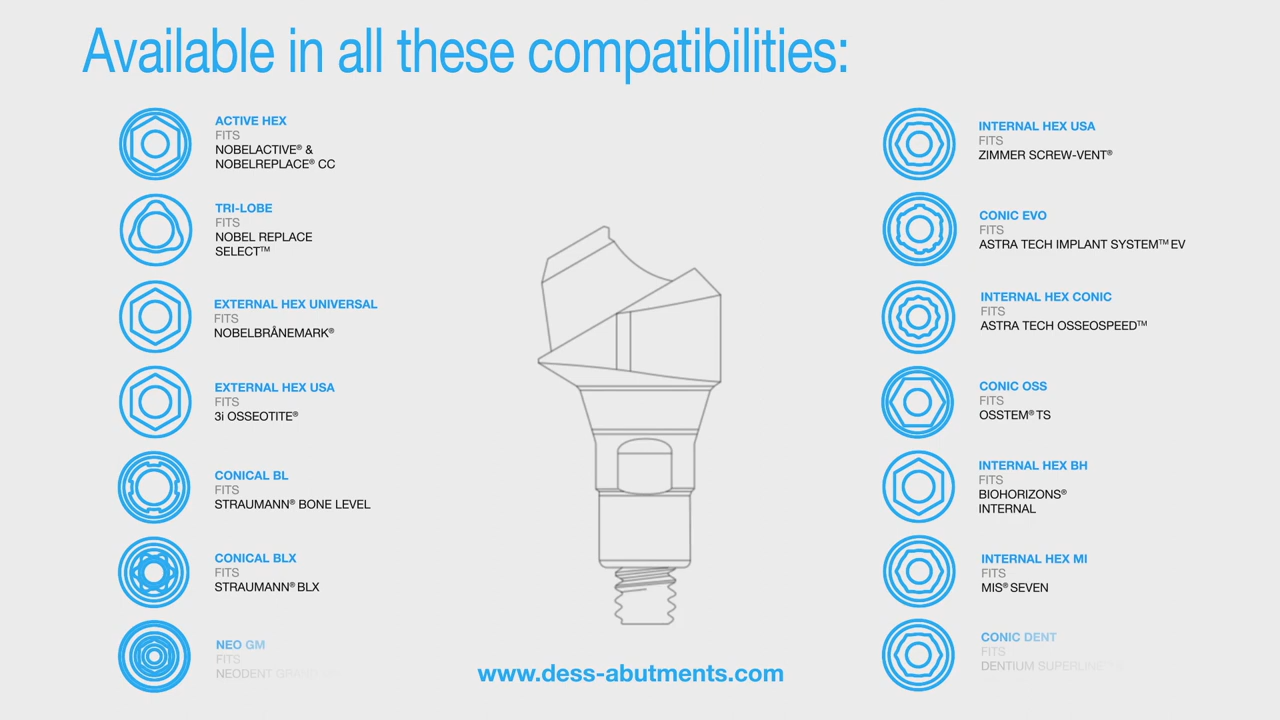 Available in all these compatibilities:
ACTIVE HEX
FITS
NOBELACTIVE® &
NOBELREPLACE® CC
TRI-LOBE
FITS
NOBEL REPLACE
SELECT™
EXTERNAL HEX UNIVERSAL
FITS
NOBELBRÅNEMARK®
EXTERNAL HEX USA
FITS
3i OSSEOTITE®
CONICAL BL
FITS
STRAUMANN® BONE LEVEL
CONICAL BLX
FITS
STRAUMANN® BLX
NEO GM
FITS
NEODENT
INTERNAL HEX USA
FITS
ZIMMER SCREW-VENT®
CONIC EVO
FITS
ASTRA TECH IMPLANT SYSTEM™ EV
INTERNAL HEX CONIC
FITS
ASTRA TECH OSSEOSPEED™
CONIC OSS
FITS
OSSTEM® TS
INTERNAL HEX BH
FITS
BIOHORIZONS®
INTERNAL
INTERNAL HEX MI
FITS
MIS® SEVEN
CONIC DENT
FITS
DENTIUM SUPERLINE
www.dess-abutments.com